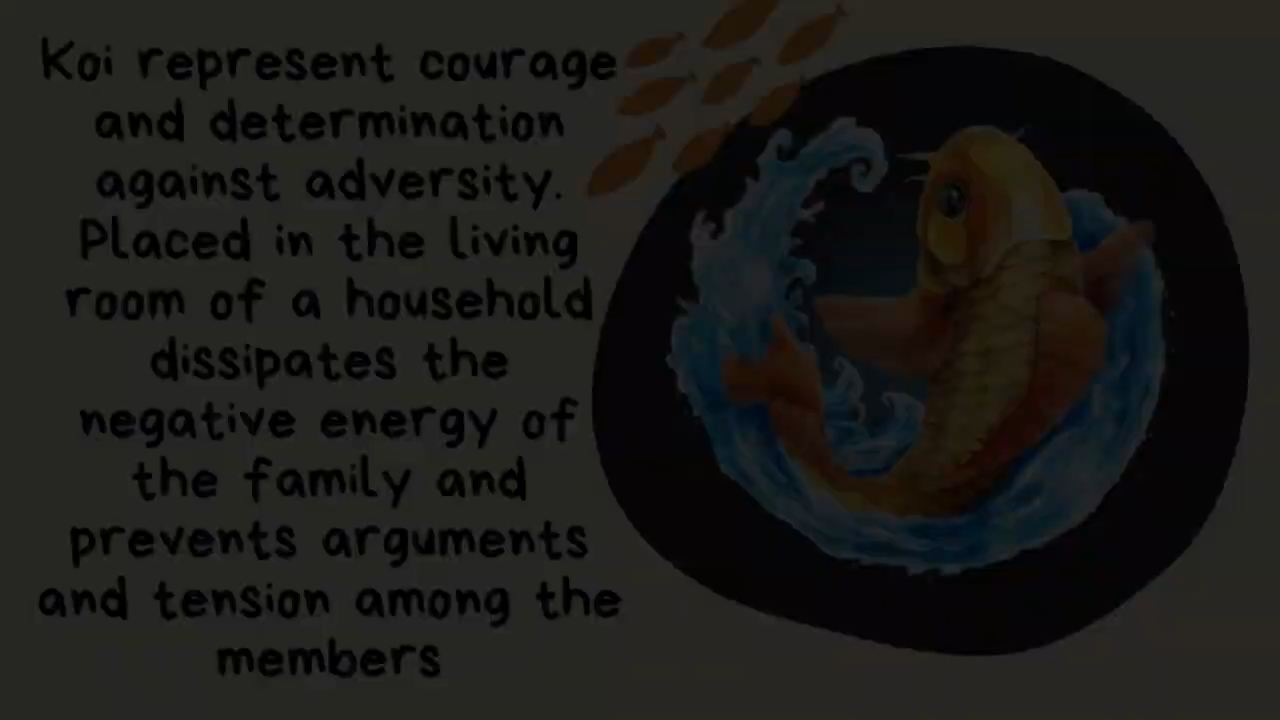 Koi represent courage
and determination
against adversity.
Placed in the living
room of a household
dissipates the
negative energy of
the family and
prevents arguments
and tension among the
members